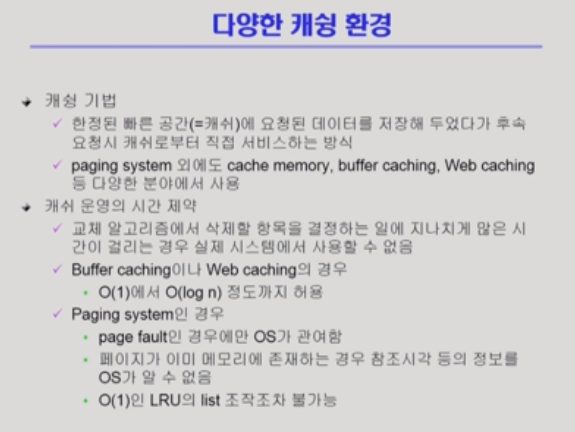 다양한 캐슁 환경
캐슁 기법
한정된 빠른 공간(=캐쉬)에 요청된 데이터를 저장해 두었다가 후속
요청시 캐쉬로부터 직접 서비스하는 방식
paging system 외에도 cache memory, buffer caching, Web caching
등 다양한 분야에서 사용
캐쉬 운영의 시간 제약
교체 알고리즘에서 삭제할 항목을 결정하는 일에 지나치게 많은 시
간이 걸리는 경우 실제 시스템에서 사용할 수 없음
Buffer caching이나 Web caching의 경우
O(1)에서 O(log n) 정도까지 허용
Paging system인 경우
page fault인 경우에만 OS가 관여함
페이지가 이미 메모리에 존재하는 경우 참조시각 등의 정보를
OS가 알 수 없음
O(1)인 LRU의 list 조작조차 불가능